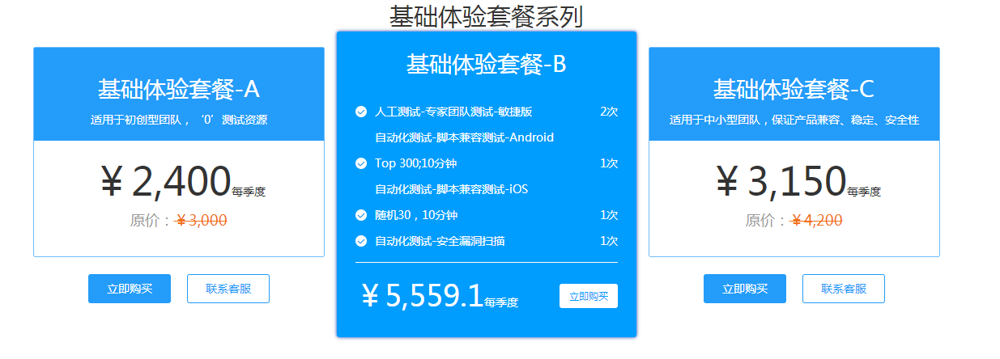 基础体验套餐系列
基础体验套餐-A
适用于初创型团队，‘0’测试资源
￥2,400每季度
原价：￥3,000
立即购买
联系客服
基础体验套餐-B
人工测试-专家团队测试-敏捷版 2次
自动化测试-脚本兼容测试-Android
Top 300;10分钟 1次
自动化测试-脚本兼容测试-iOS
随机30，10分钟 1次
自动化测试-安全漏洞扫描 1次
￥5,559.1每季度
立即购买
基础体验套餐-C
适用于中小型团队，保证产品兼容、稳定、安全性
￥3,150每季度
原价：￥4,200
立即购买
联系客服